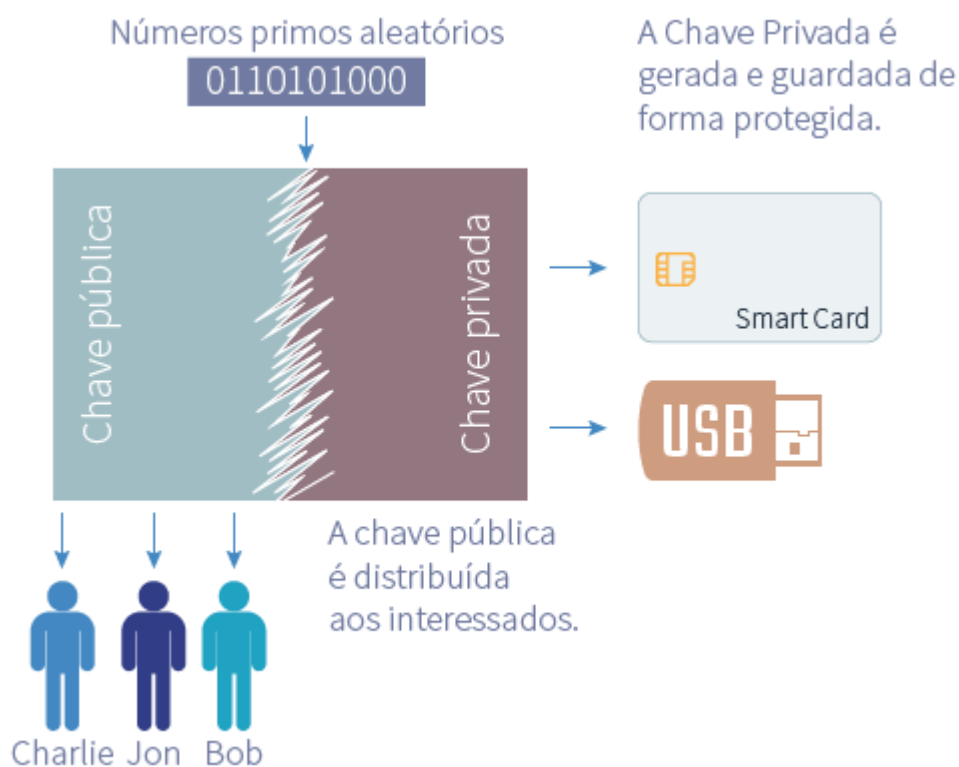 Números primos aleatórios
0110101000
A Chave Privada é
gerada e guardada de
forma protegida.
Chave pública
Chave privada
Smart Card
USB
A chave pública
é distribuída
aos interessados.
Charlie
Jon
Bob